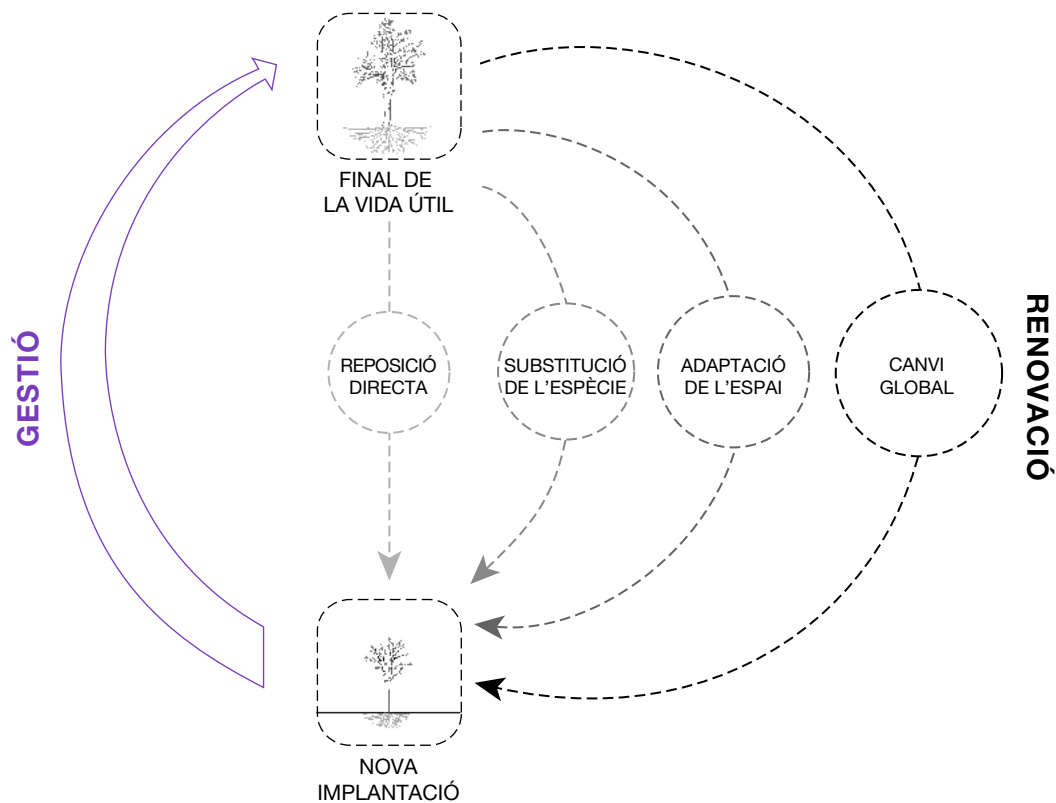 FINAL DE
LA VIDA ÚTIL
GESTIÓ
REPOSICIÓ
DIRECTA
SUBSTITUCIÓ
DE L'ESPÈCIE
ADAPTACIÓ
DE L'ESPAI
CANVI
GLOBAL
RENOVACIÓ
NOVA
IMPLANTACIÓ